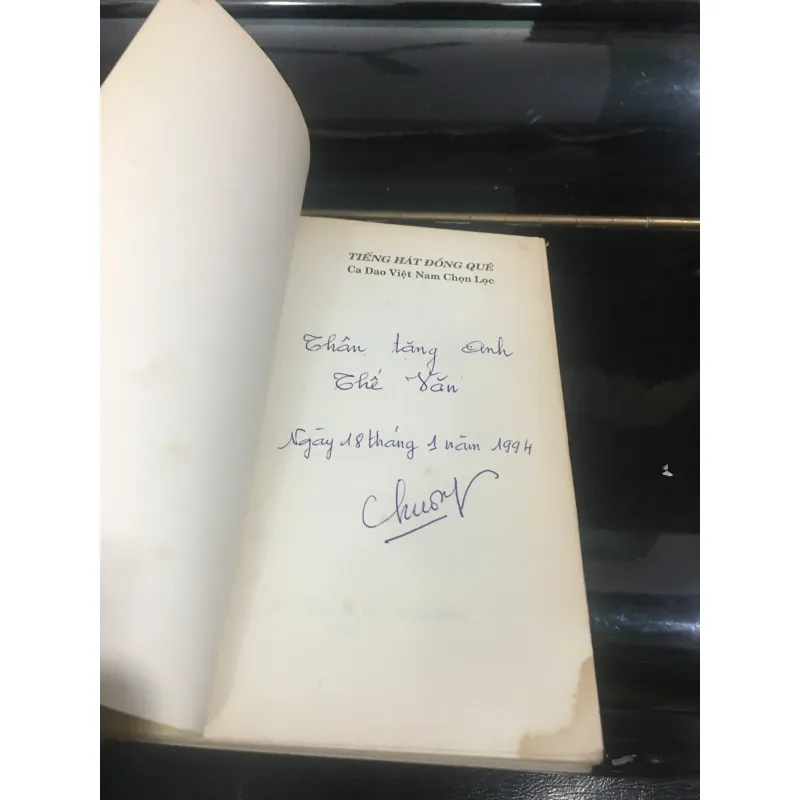 TIẾNG HÁT ĐỒNG QUÊ
Ca Dao Việt Nam Chọn Lọc
Thân tặng Anh
Thế Văn
Ngày 18 tháng 1 năm 1994